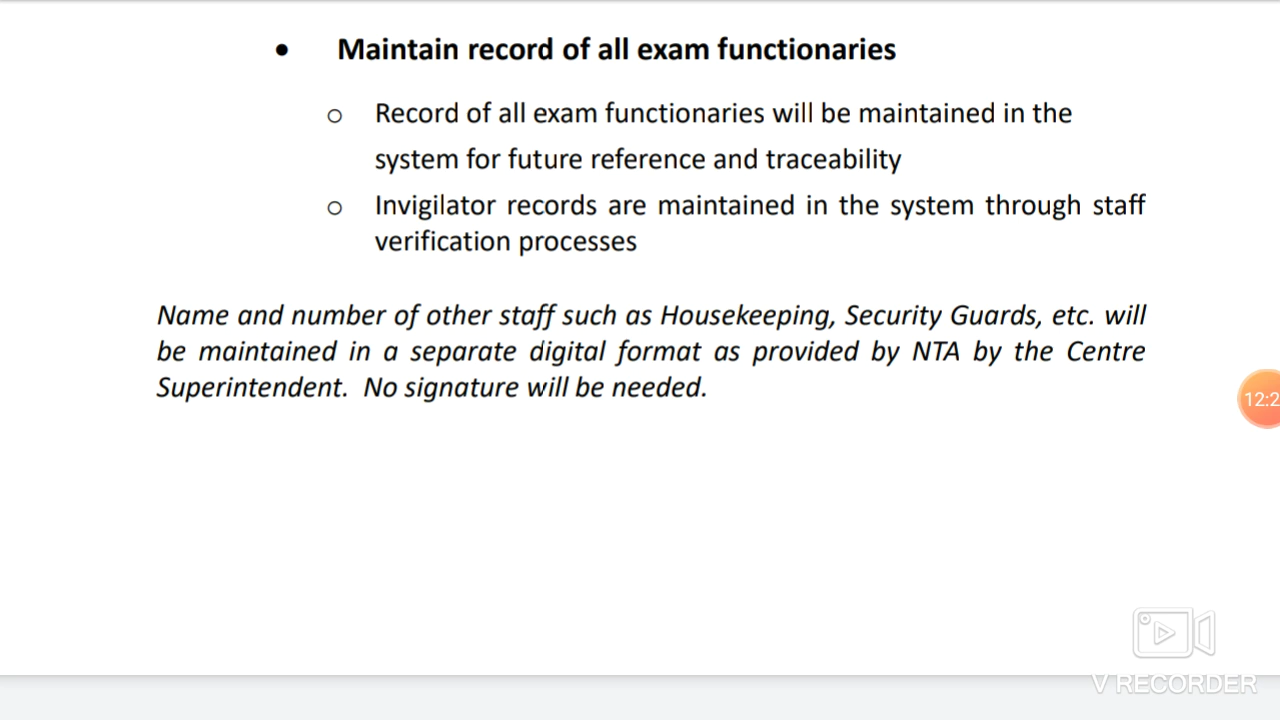 • Maintain record of all exam functionaries
o Record of all exam functionaries will be maintained in the
system for future reference and traceability
o Invigilator records are maintained in the system through staff
verification processes
Name and number of other staff such as Housekeeping, Security Guards, etc. will
be maintained in a separate digital format as provided by NTA by the Centre
Superintendent. No signature will be needed.
12:2
V RECORDER